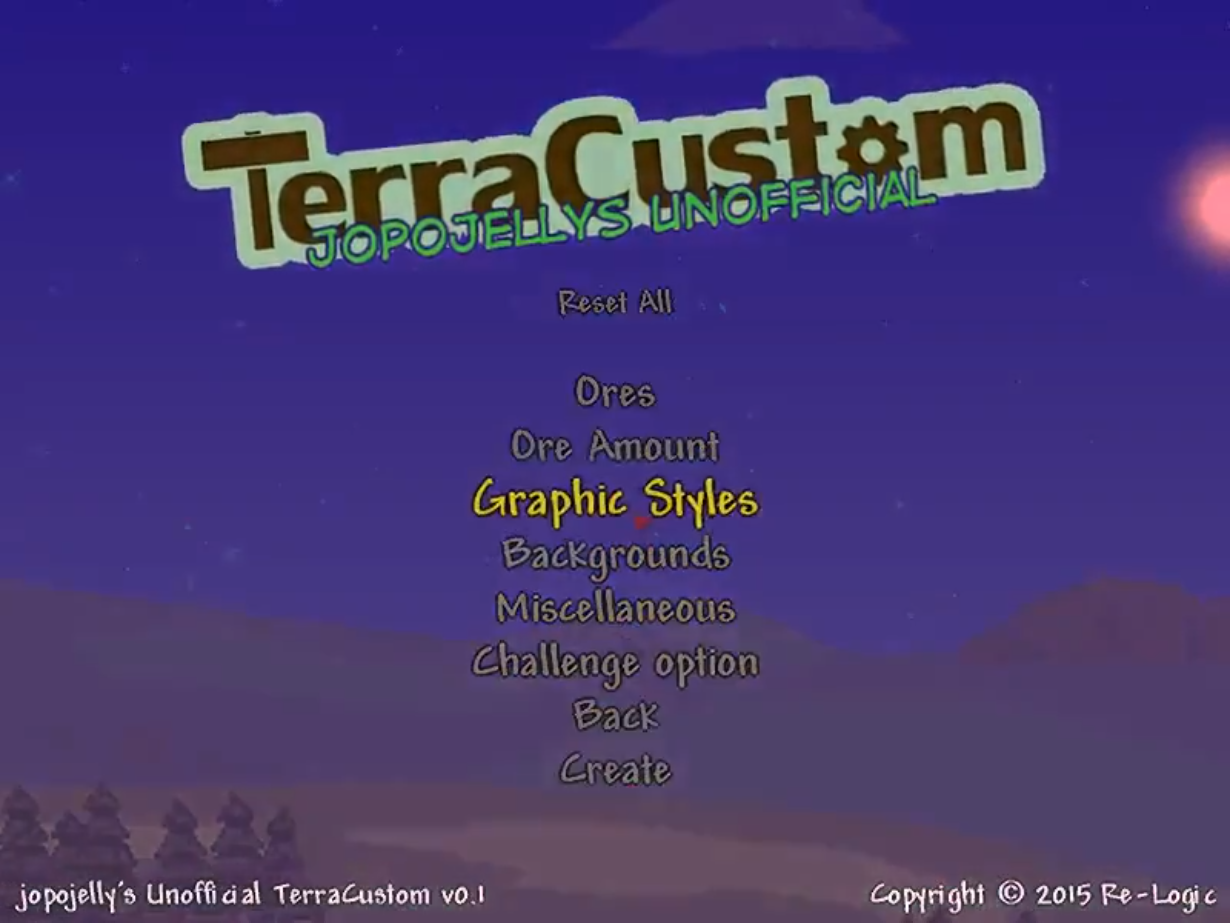 TerraCustom
JOPOJELLYS UNOFFICIAL
Reset All
Ores
Ore Amount
Graphic Styles
Backgrounds
Miscellaneous
Challenge option
Back
Create
jopojelly's Unofficial TerraCustom v0.1
Copyright © 2015 Re-Logic